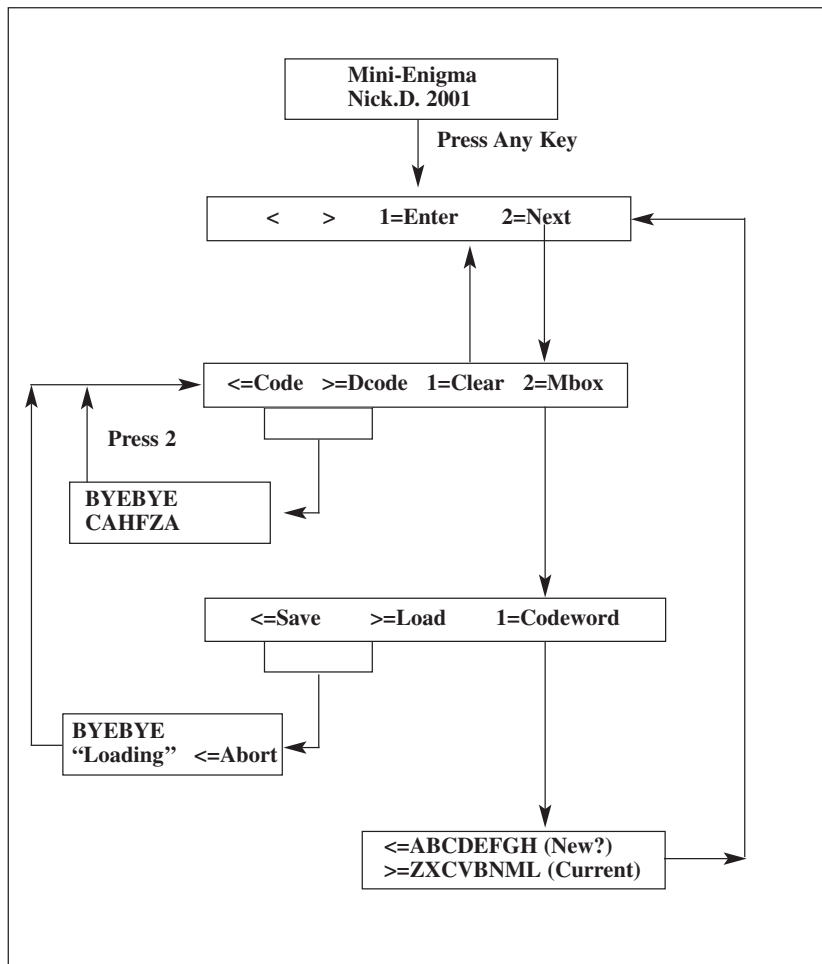 Mini-Enigma
Nick.D. 2001
Press Any Key
< > 1=Enter 2=Next
<=Code >=Dcode 1=Clear 2=Mbox
Press 2
BYEBYE
CAHFZA
<=Save >=Load 1=Codeword
BYEBYE
“Loading” <=Abort
<=ABCDEFGH (New?)
>=ZXCVBNML (Current)